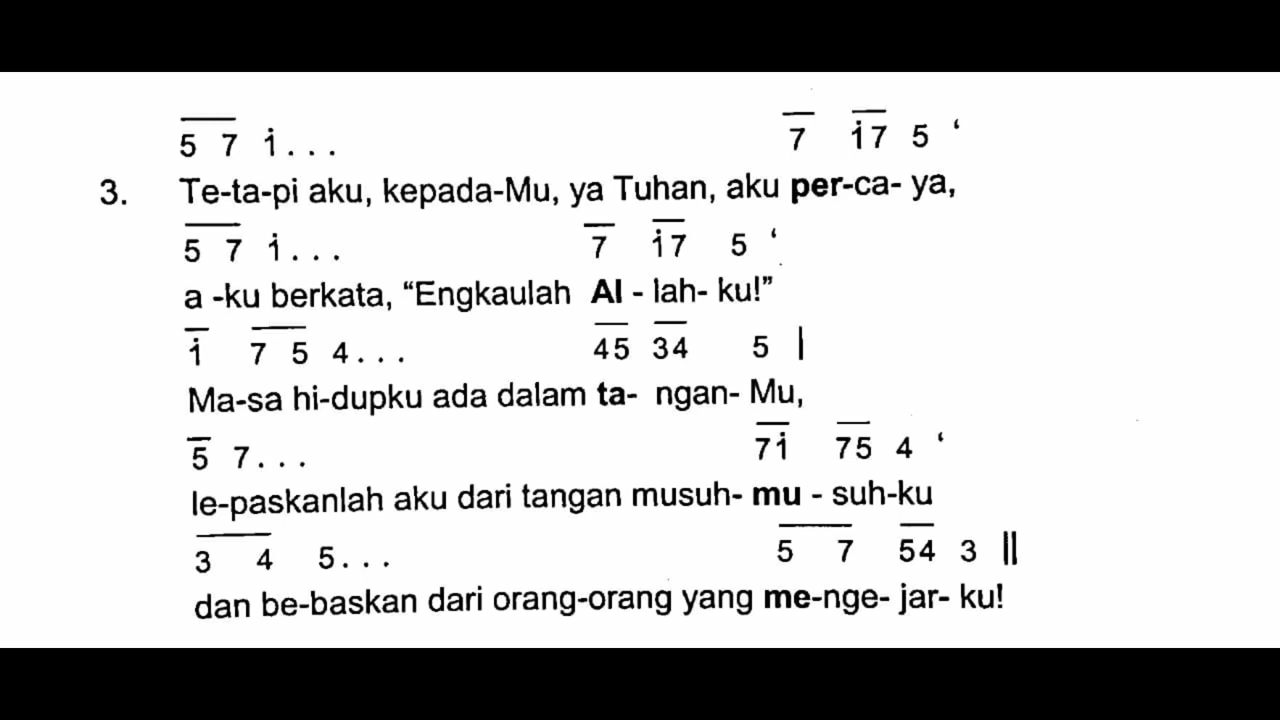 5 7 i . . . 7 i7 5 ‘
3. Te-ta-pi aku, kepada-Mu, ya Tuhan, aku per-ca- ya,
5 7 i . . . 7 i7 5 ‘
a -ku berkata, “Engkaulah Al - lah- ku!”
i 7 5 4 . . . 45 34 5 |
Ma-sa hi-dupku ada dalam ta- ngan- Mu,
5 7 . . . 7i 75 4 ‘
le-paskanlah aku dari tangan musuh- mu - suh-ku
3 4 5 . . . 5 7 54 3 ||
dan be-baskan dari orang-orang yang me-nge- jar- ku!